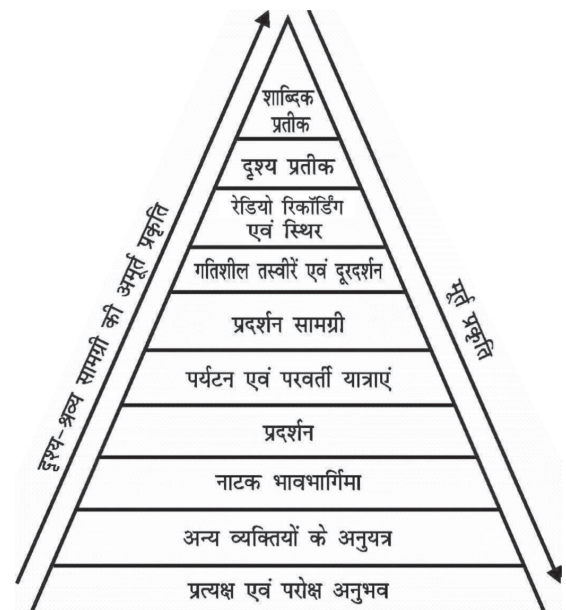 शाब्दिक
प्रतीक
दृश्य प्रतीक
रेडियो रिकॉर्डिंग
एवं स्थिर
गतिशील तस्वीरें एवं दूरदर्शन
प्रदर्शन सामग्री
पर्यटन एवं परवर्ती यात्राएं
प्रदर्शन
नाटक भावभार्गिमा
अन्य व्यक्तियों के अनुयत्र
प्रत्यक्ष एवं परोक्ष अनुभव
दृश्य-श्रव्य सामग्री की अमूर्त प्रकृति
मूर्त प्रकृति